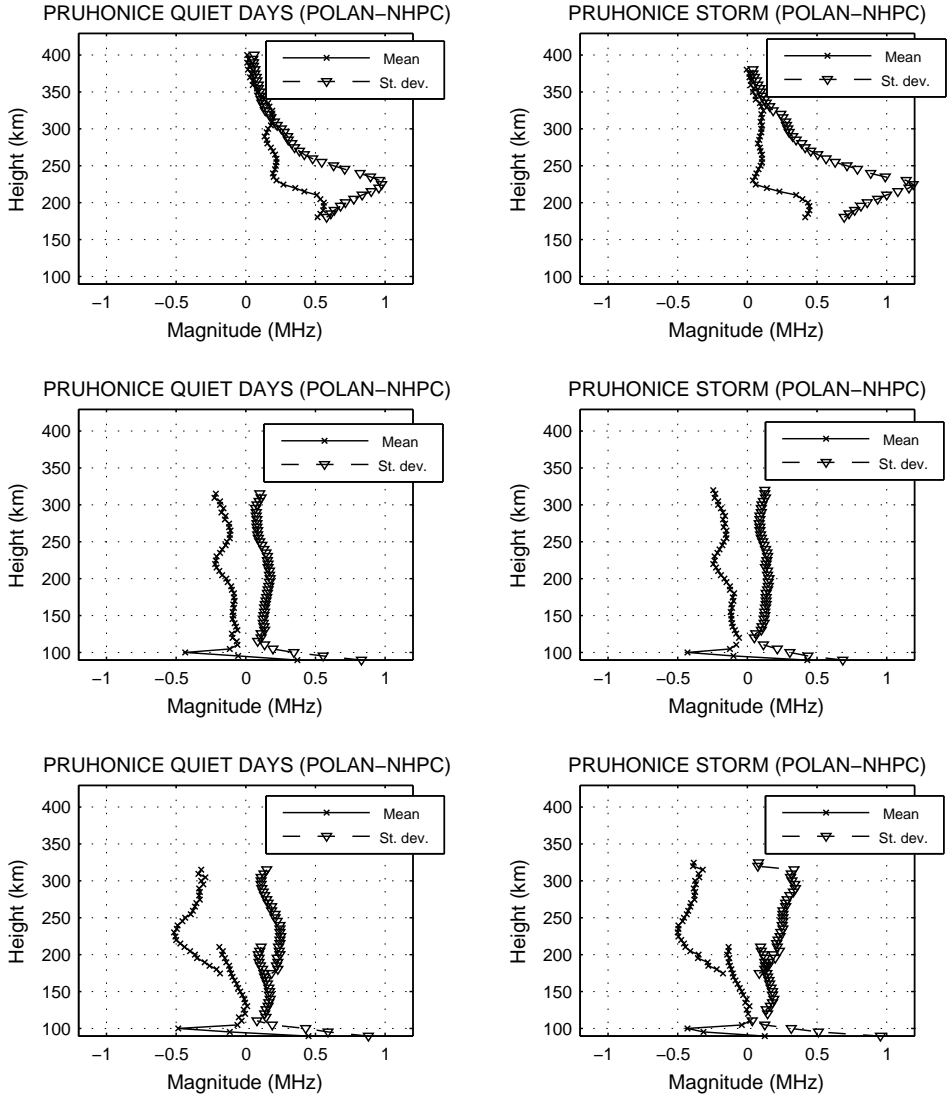 PRUHONICE QUIET DAYS (POLAN−NHPC)
400
350
300
250
200
150
100
Height (km)
Mean
St. dev.
−1
−0.5
0
0.5
1
Magnitude (MHz)
PRUHONICE STORM (POLAN−NHPC)
400
350
300
250
200
150
100
Height (km)
Mean
St. dev.
−1
−0.5
0
0.5
1
Magnitude (MHz)
PRUHONICE QUIET DAYS (POLAN−NHPC)
400
350
300
250
200
150
100
Height (km)
Mean
St. dev.
−1
−0.5
0
0.5
1
Magnitude (MHz)
PRUHONICE STORM (POLAN−NHPC)
400
350
300
250
200
150
100
Height (km)
Mean
St. dev.
−1
−0.5
0
0.5
1
Magnitude (MHz)
PRUHONICE QUIET DAYS (POLAN−NHPC)
400
350
300
250
200
150
100
Height (km)
Mean
St. dev.
−1
−0.5
0
0.5
1
Magnitude (MHz)
PRUHONICE STORM (POLAN−NHPC)
400
350
300
250
200
150
100
Height (km)
Mean
St. dev.
−1
−0.5
0
0.5
1
Magnitude (MHz)